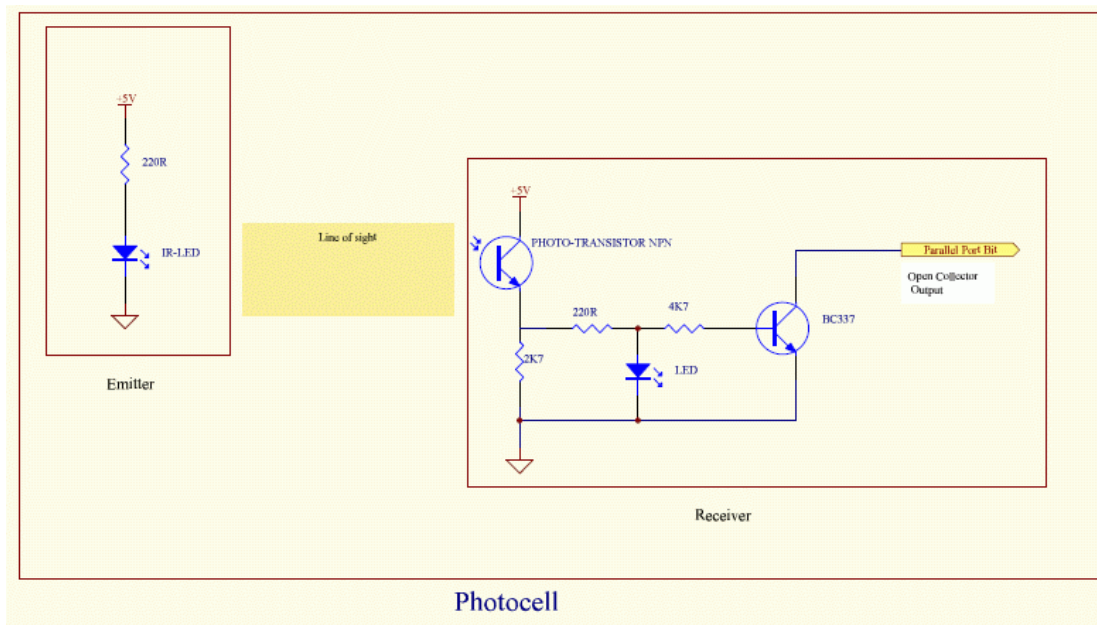 +5V
220R
IR-LED
Emitter
Line of sight
+5V
PHOTO-TRANSISTOR NPN
220R
4K7
2K7
LED
BC337
Parallel Port Bit
Open Collector
Output
Receiver
Photocell